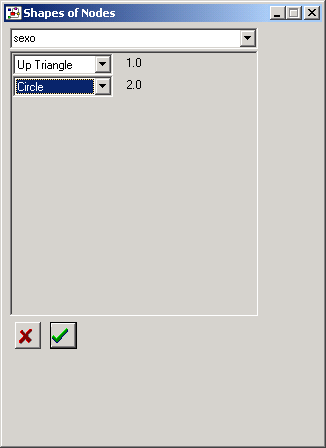 Shapes of Nodes
sexo
Up Triangle 1.0
Circle 2.0